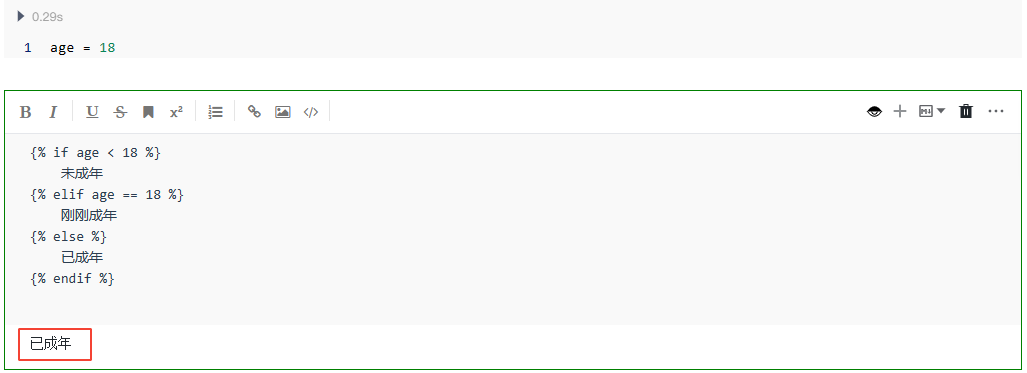 0.29s
1 age = 18
B I U S x²
{% if age < 18 %}
未成年
{% elif age == 18 %}
刚刚成年
{% else %}
已成年
{% endif %}
已成年